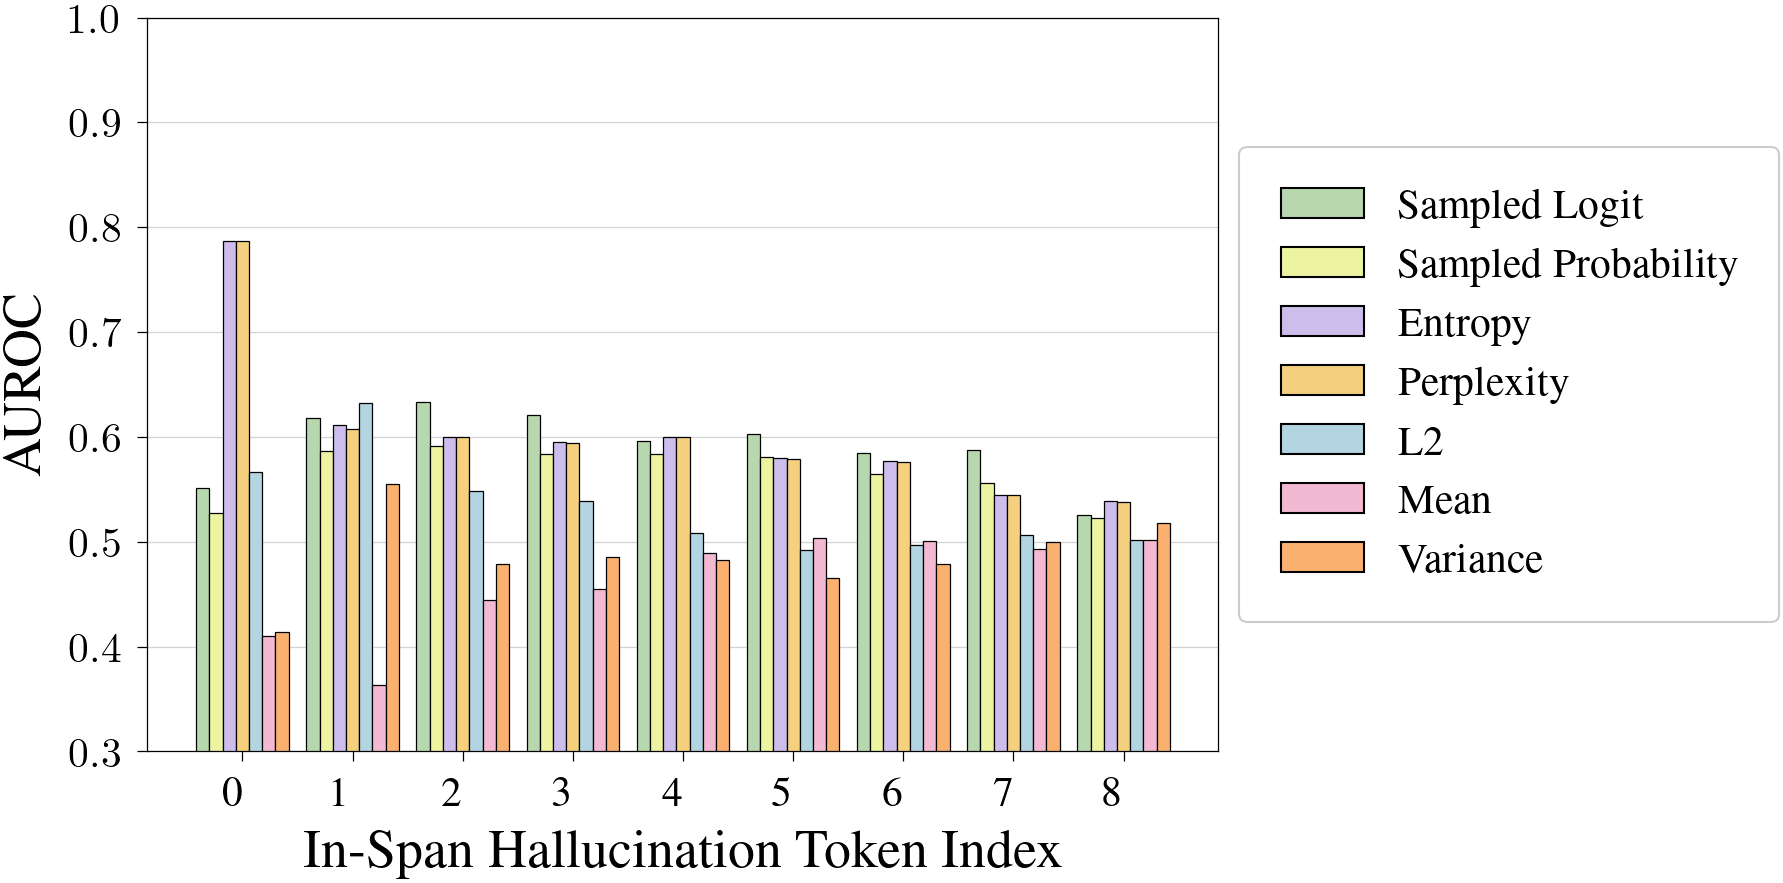 1.0
0.9
0.8
0.7
0.6
0.5
0.4
0.3
AUROC
0 1 2 3 4 5 6 7 8
In-Span Hallucination Token Index
Sampled Logit
Sampled Probability
Entropy
Perplexity
L2
Mean
Variance